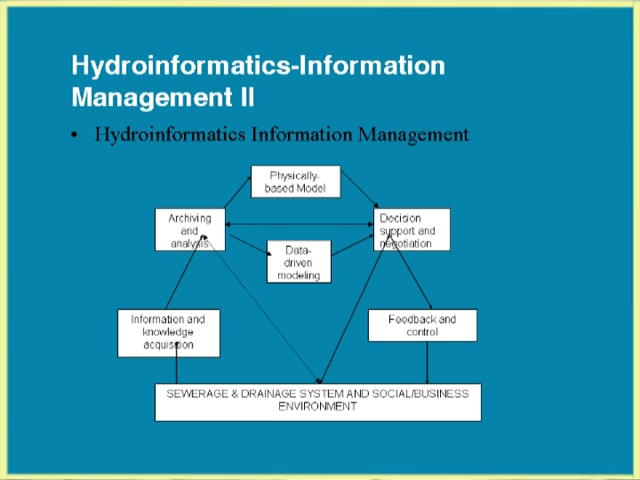 Hydroinformatics-Information
Management II
• Hydroinformatics Information Management
Physically-
based Model
Archiving
and
analysis
Decision
support and
negotiation
Data-
driven
modeling
Information and
knowledge
acquisition
Feedback and
control
SEWERAGE & DRAINAGE SYSTEM AND SOCIAL/BUSINESS
ENVIRONMENT